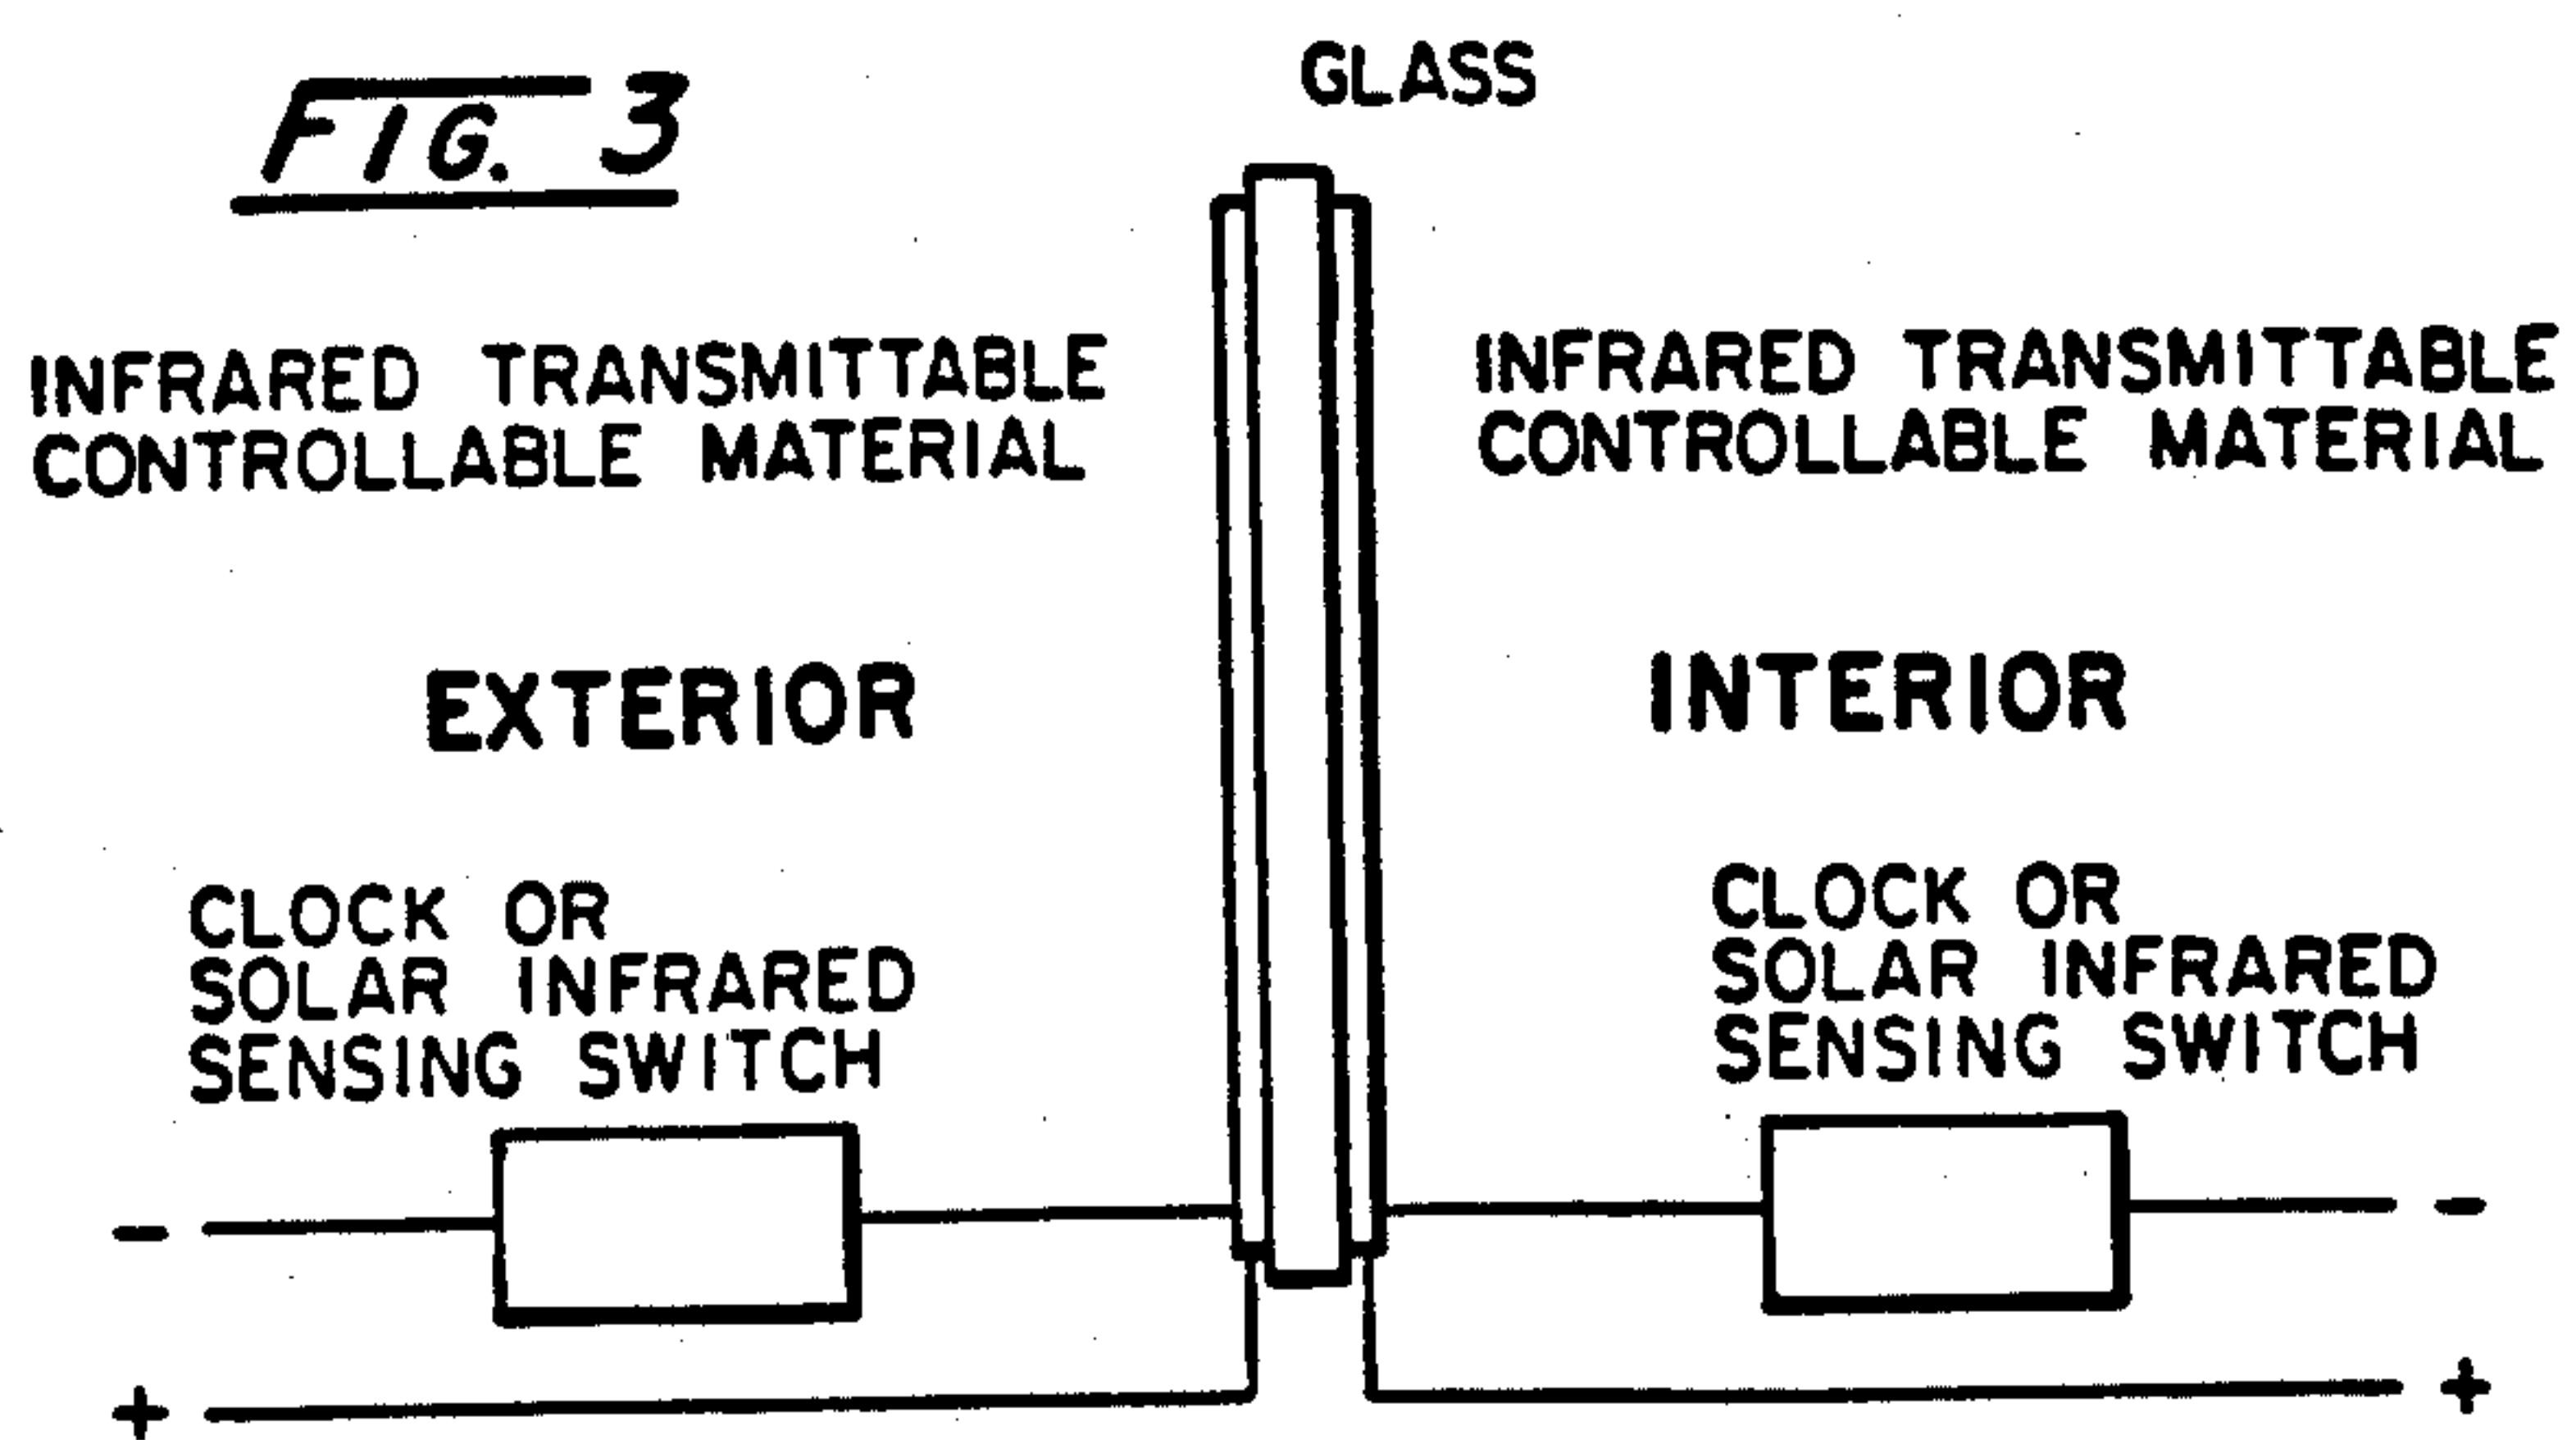 FIG. 3
GLASS
INFRARED TRANSMITTABLE
CONTROLLABLE MATERIAL
INFRARED TRANSMITTABLE
CONTROLLABLE MATERIAL
EXTERIOR
INTERIOR
CLOCK OR
SOLAR INFRARED
SENSING SWITCH
CLOCK OR
SOLAR INFRARED
SENSING SWITCH
- -
+ +